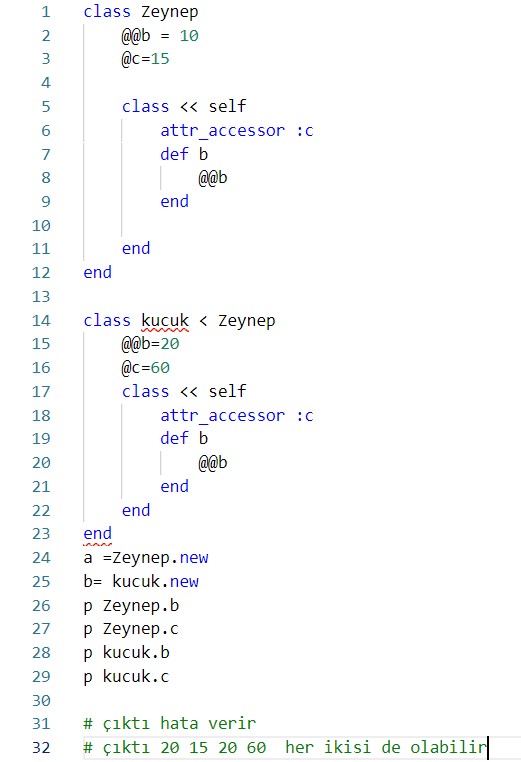 1 class Zeynep
2 @@b = 10
3 @c=15
4
5 class << self
6 attr_accessor :c
7 def b
8 @@b
9 end
10
11 end
12 end
13
14 class kucuk < Zeynep
15 @@b=20
16 @c=60
17 class << self
18 attr_accessor :c
19 def b
20 @@b
21 end
22 end
23 end
24 a =Zeynep.new
25 b= kucuk.new
26 p Zeynep.b
27 p Zeynep.c
28 p kucuk.b
29 p kucuk.c
30
31 # çıktı hata verir
32 # çıktı 20 15 20 60  her ikisi de olabilir